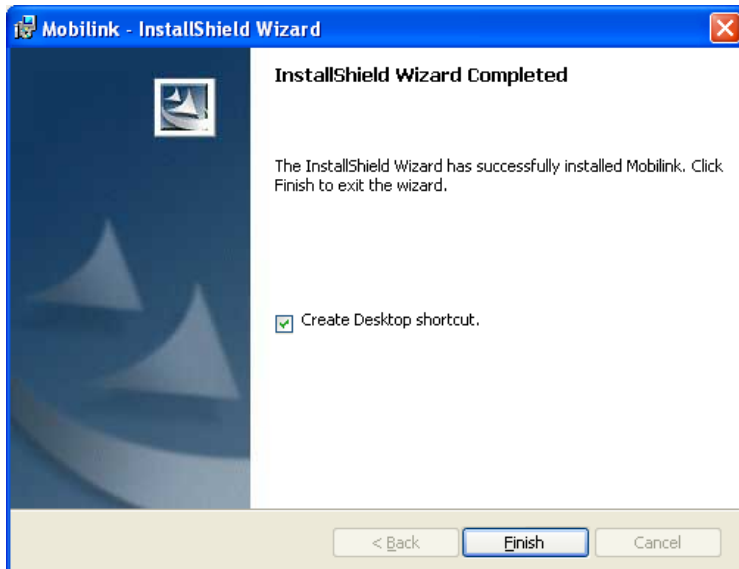 Mobilink - InstallShield Wizard
InstallShield Wizard Completed
The InstallShield Wizard has successfully installed Mobilink. Click
Finish to exit the wizard.
Create Desktop shortcut.
< Back
Finish
Cancel